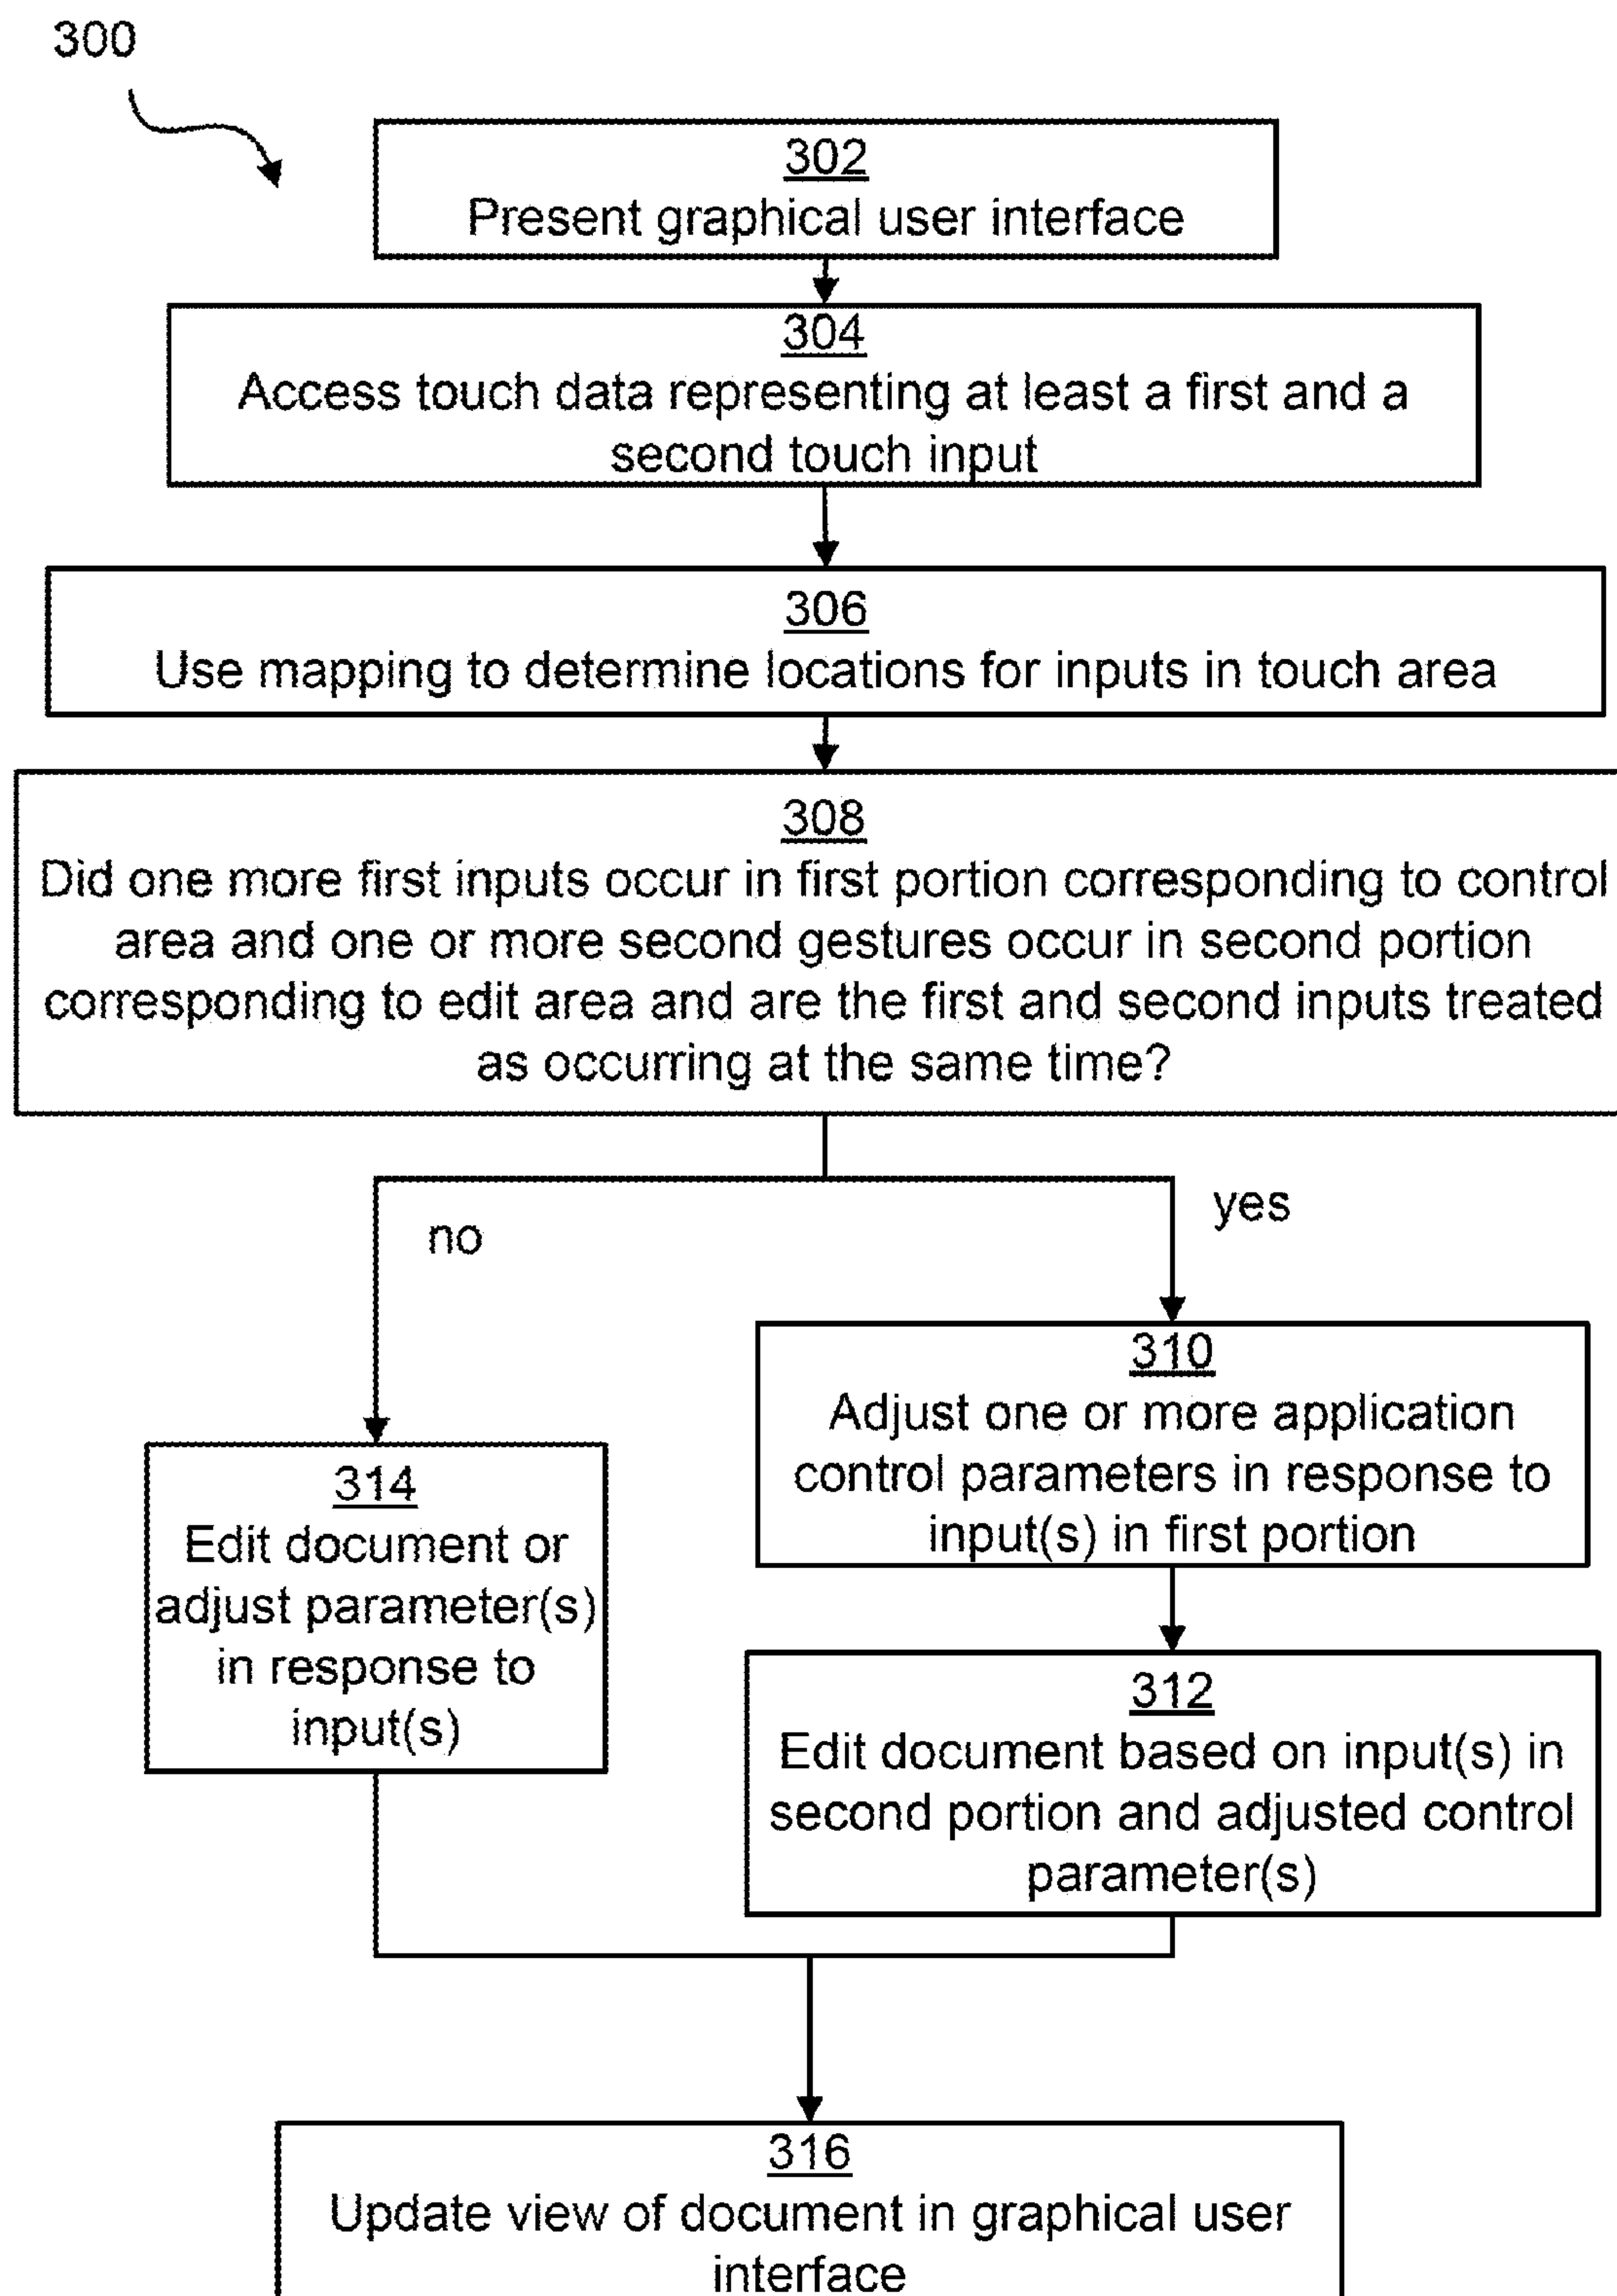 300
302
Present graphical user interface
304
Access touch data representing at least a first and a
second touch input
306
Use mapping to determine locations for inputs in touch area
308
Did one more first inputs occur in first portion corresponding to control
area and one or more second gestures occur in second portion
corresponding to edit area and are the first and second inputs treated
as occurring at the same time?
no
yes
310
Adjust one or more application
control parameters in response to
input(s) in first portion
314
Edit document or
adjust parameter(s)
in response to
input(s)
312
Edit document based on input(s) in
second portion and adjusted control
parameter(s)
316
Update view of document in graphical user
interface